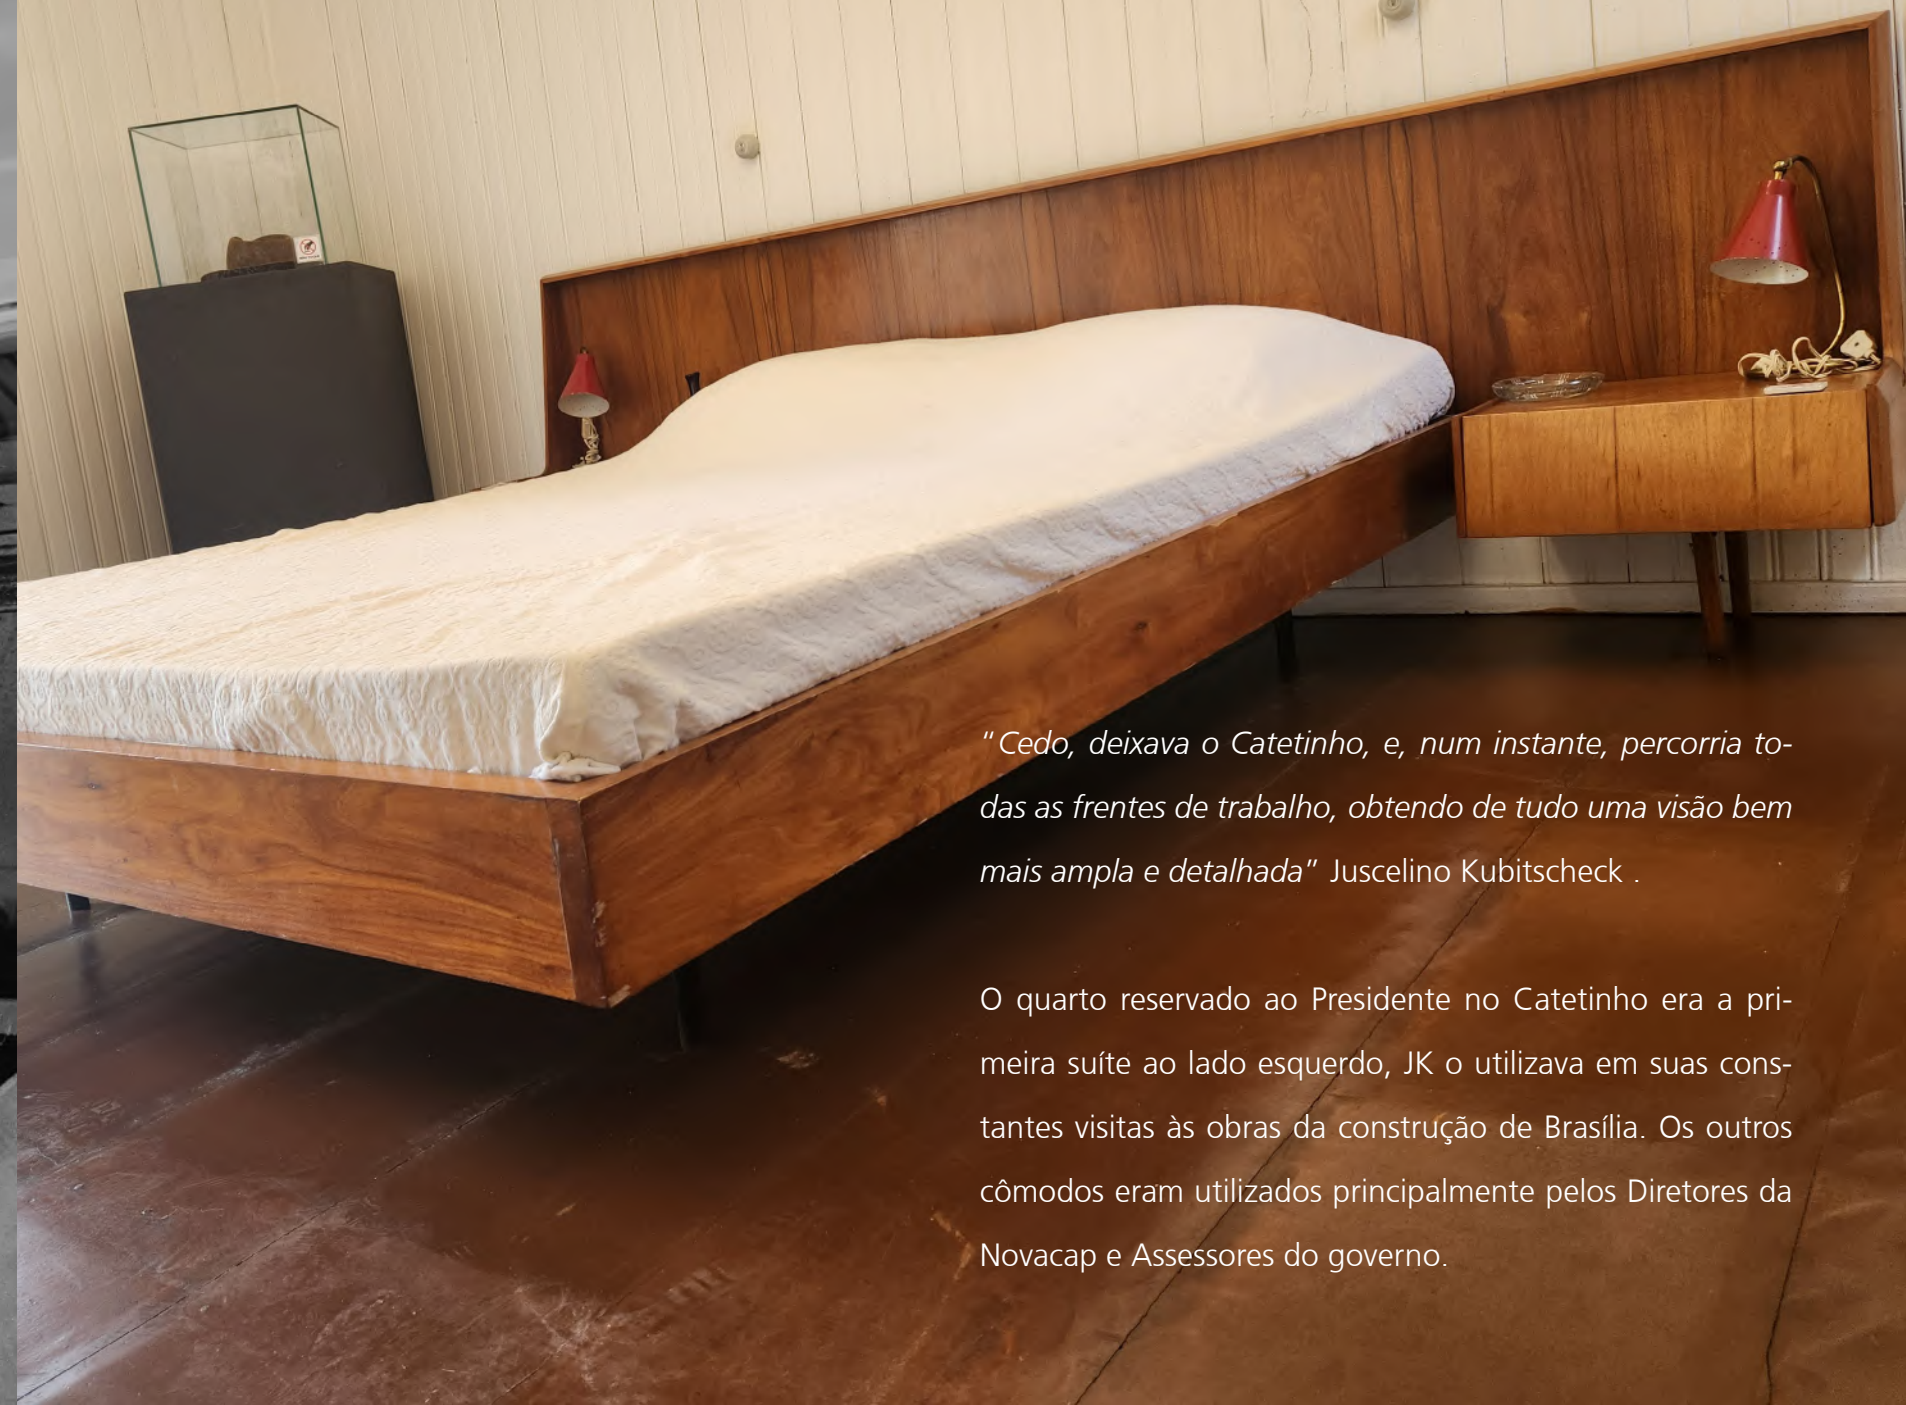 “Cedo, deixava o Catetinho, e, num instante, percorria to-
das as frentes de trabalho, obtendo de tudo uma visão bem
mais ampla e detalhada” Juscelino Kubitscheck .
O quarto reservado ao Presidente no Catetinho era a pri-
meira suíte ao lado esquerdo, JK o utilizava em suas cons-
tantes visitas às obras da construção de Brasília. Os outros
cômodos eram utilizados principalmente pelos Diretores da
Novacap e Assessores do governo.